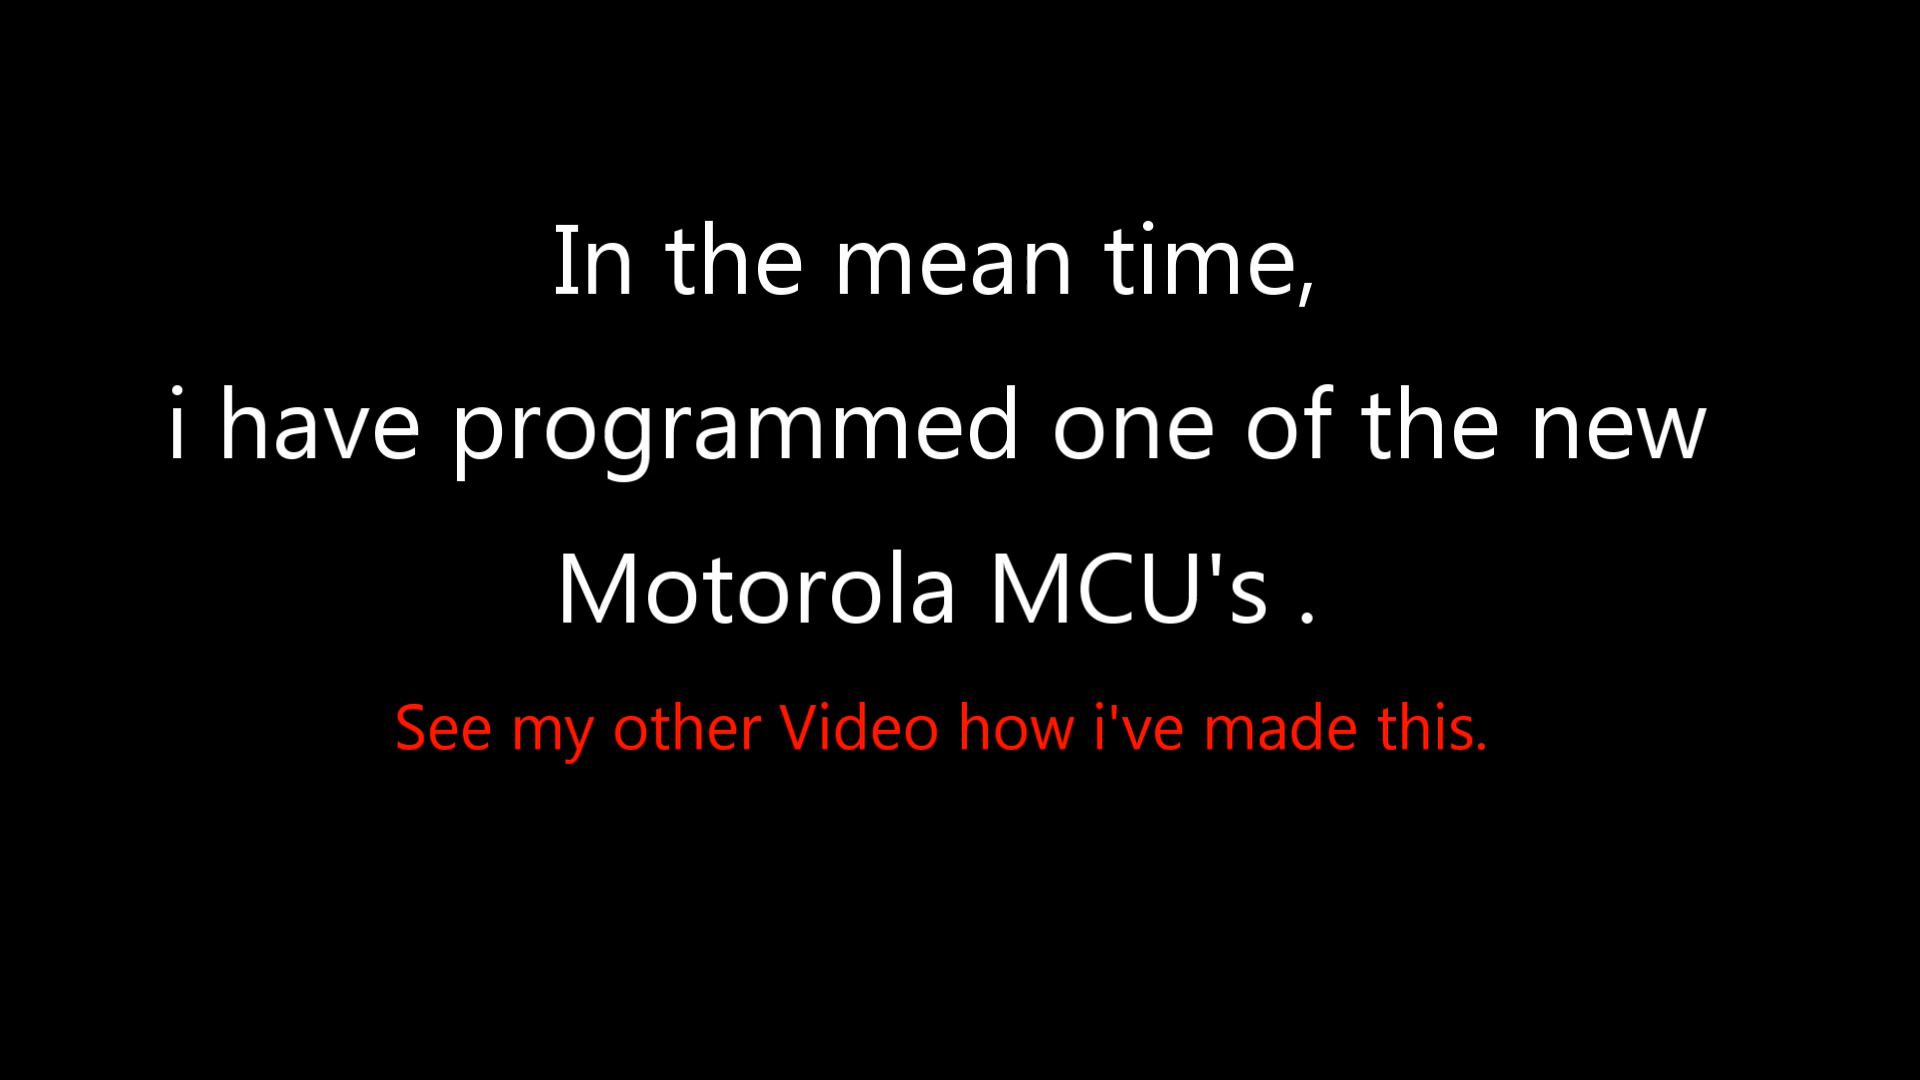 In the mean time,
i have programmed one of the new
Motorola MCU's .
See my other Video how i've made this.